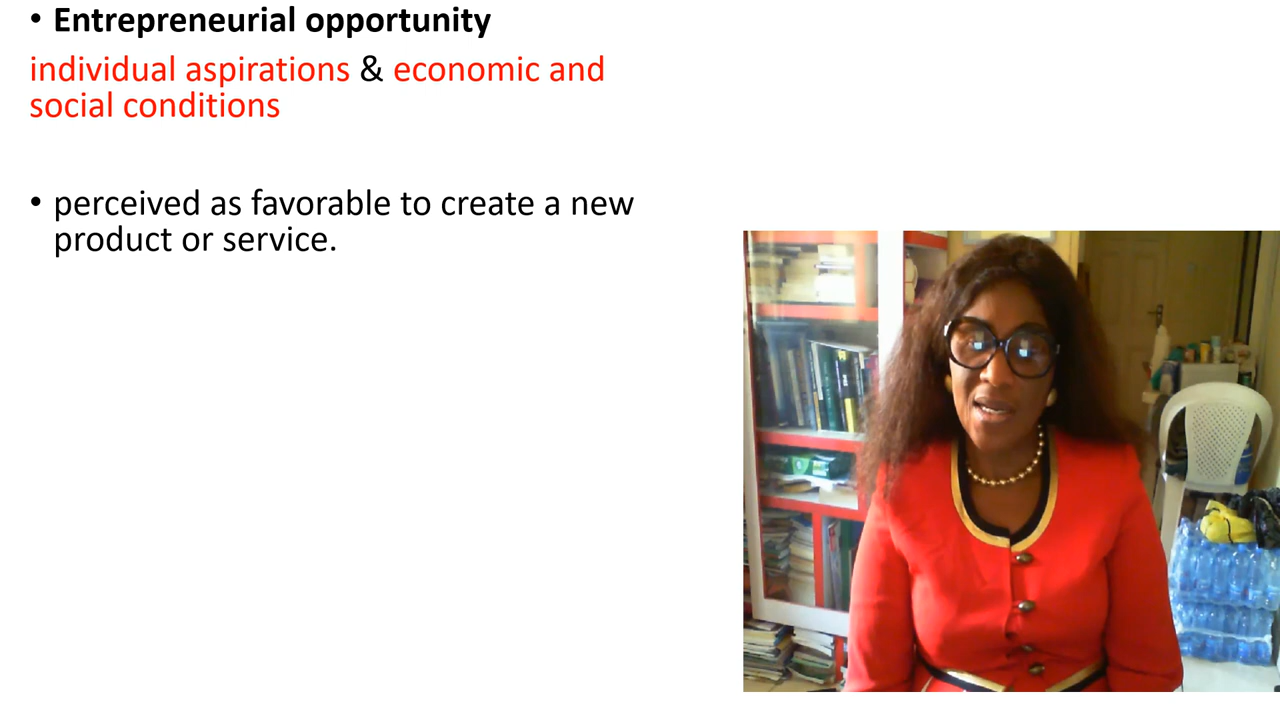 • Entrepreneurial opportunity
individual aspirations & economic and
social conditions
• perceived as favorable to create a new
product or service.